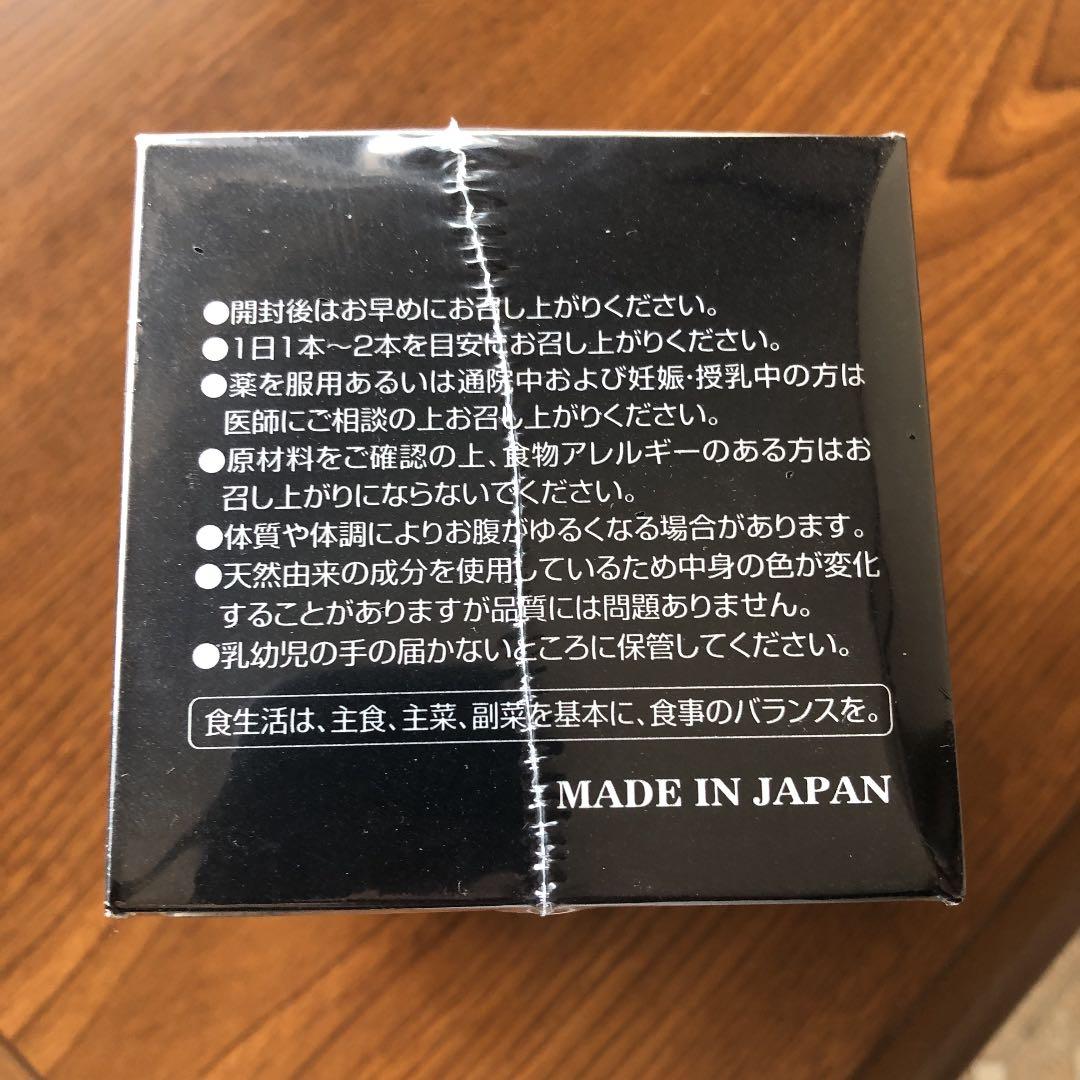 ●開封後はお早めにお召し上がりください。
●1日1本～2本を目安にお召し上がりください。
●薬を服用あるいは通院中および妊娠・授乳中の方は
医師にご相談の上お召し上がりください。
●原材料をご確認の上、食物アレルギーのある方はお
召し上がりにならないでください。
●体質や体調によりお腹がゆるくなる場合があります。
●天然由来の成分を使用しているため中身の色が変化
することがありますが品質には問題ありません。
●乳幼児の手の届かないところに保管してください。
食生活は、主食、主菜、副菜を基本に、食事のバランスを。
MADE IN JAPAN